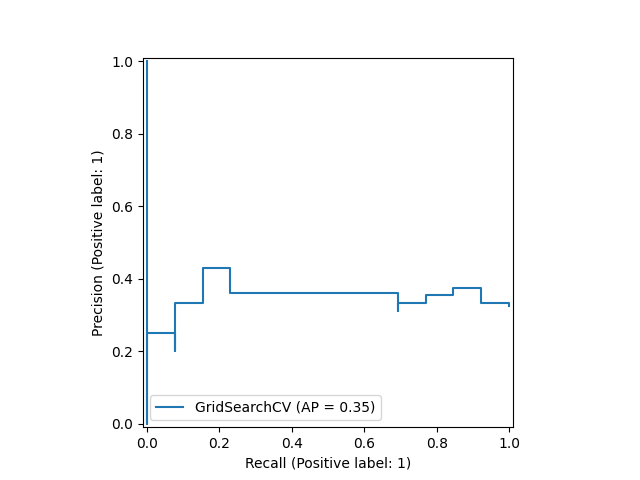 1.0
0.8
0.6
0.4
0.2
0.0
Precision (Positive label: 1)
GridSearchCV (AP = 0.35)
0.0 0.2 0.4 0.6 0.8 1.0
Recall (Positive label: 1)